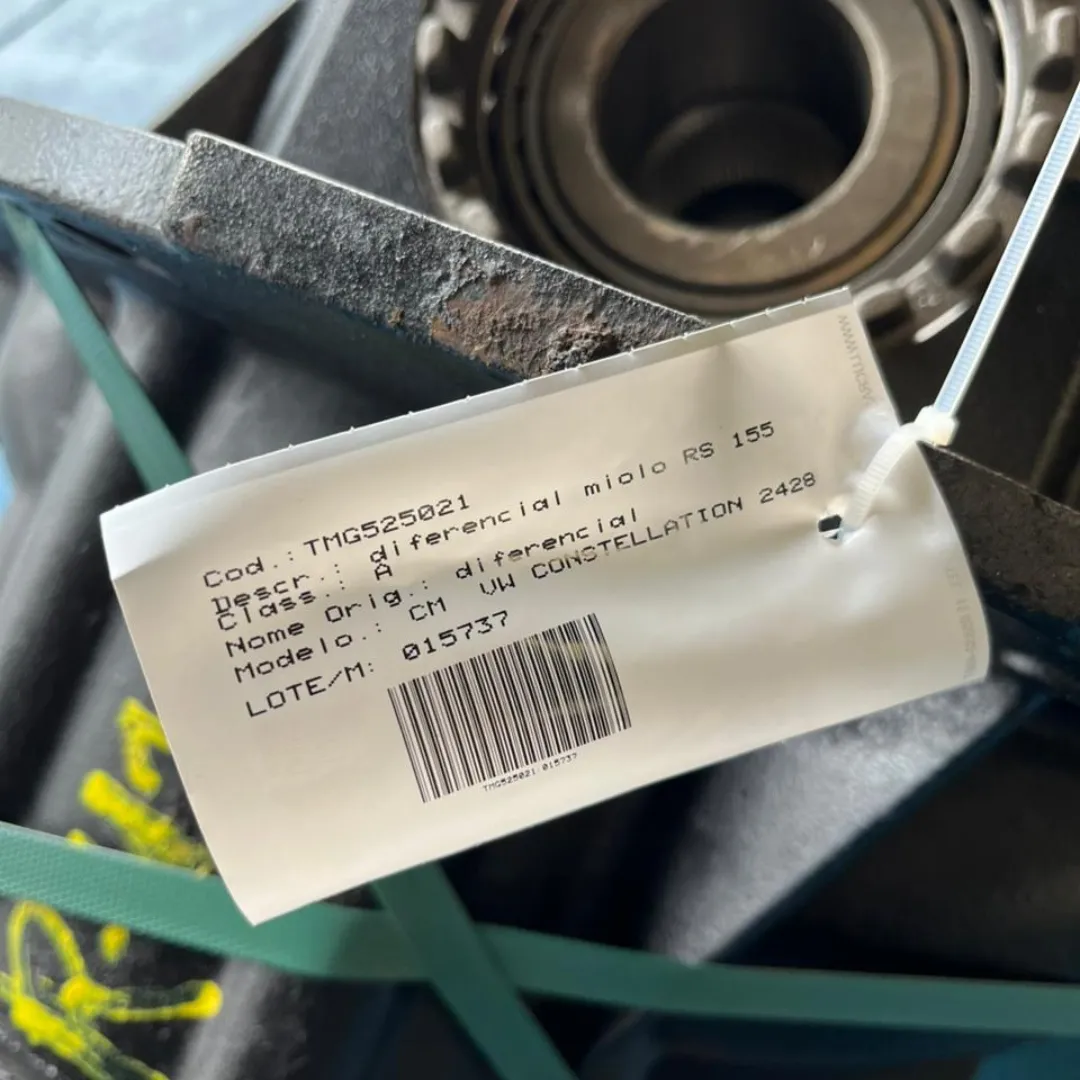 Cod.: TMG525021
Descr.: diferencial miolo RS 155
Class.: A
Nome Orig.: diferencial
Modelo.: CM VW CONSTELLATION 2428
LOTE/M: 015737
TMG525021 015737